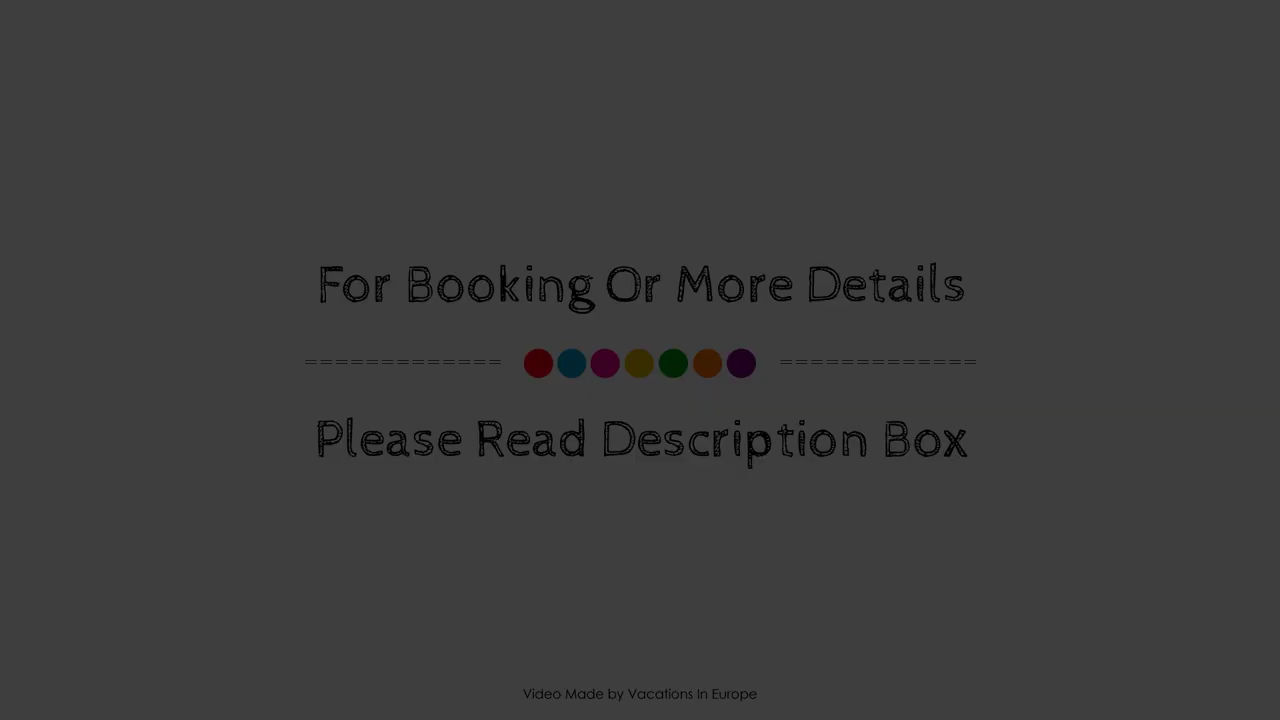 For Booking Or More Details
============= =============
Please Read Description Box
Video Made by Vacations In Europe